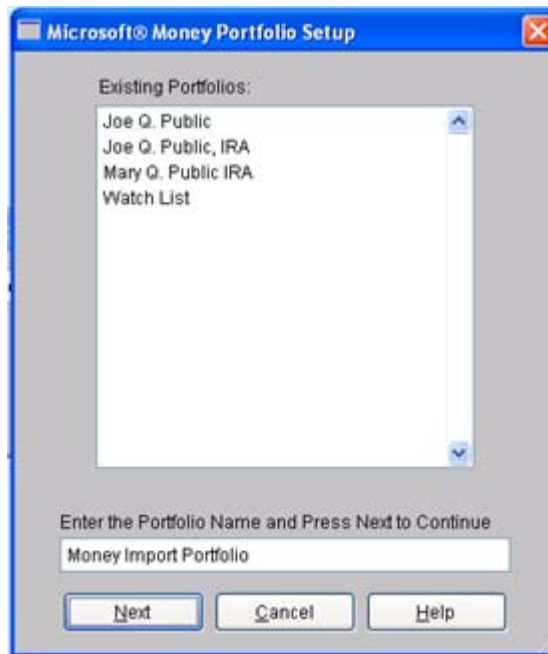 Microsoft® Money Portfolio Setup
Existing Portfolios:
Joe Q. Public
Joe Q. Public, IRA
Mary Q. Public IRA
Watch List
Enter the Portfolio Name and Press Next to Continue
Money Import Portfolio
Next Cancel Help